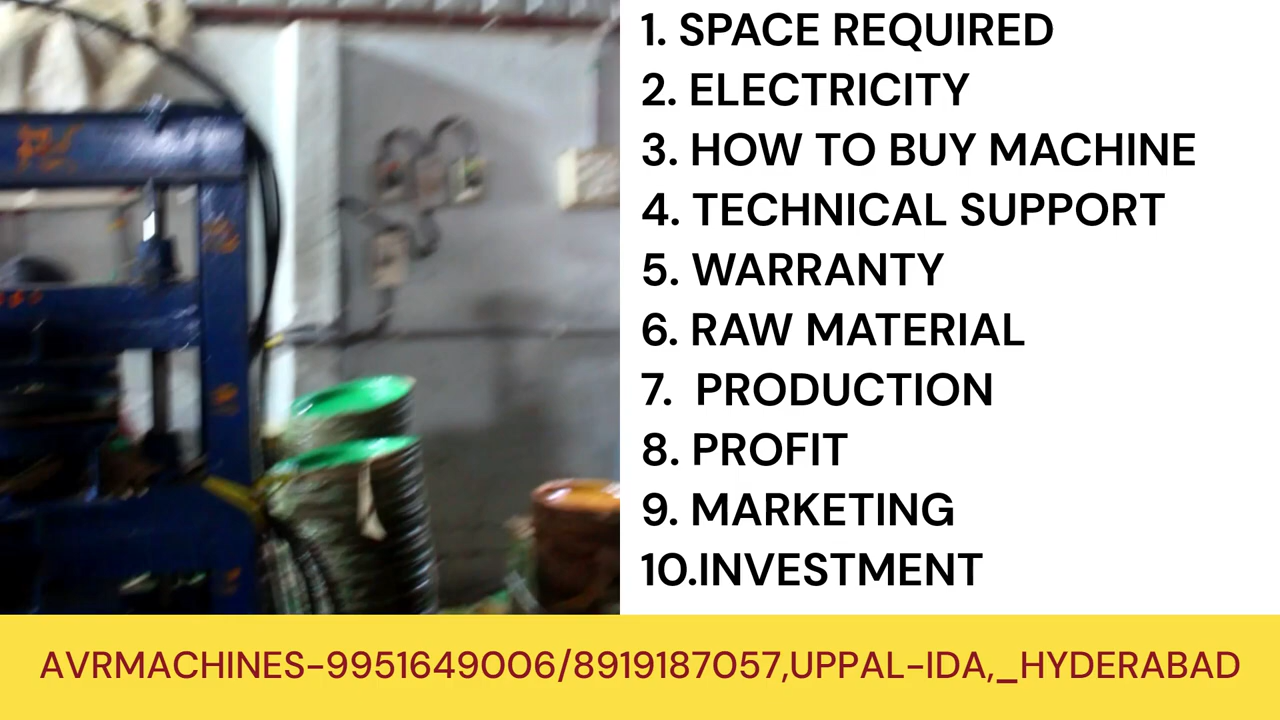 1. SPACE REQUIRED
2. ELECTRICITY
3. HOW TO BUY MACHINE
4. TECHNICAL SUPPORT
5. WARRANTY
6. RAW MATERIAL
7. PRODUCTION
8. PROFIT
9. MARKETING
10.INVESTMENT
AVRMACHINES-9951649006/8919187057,UPPAL-IDA,_HYDERABAD